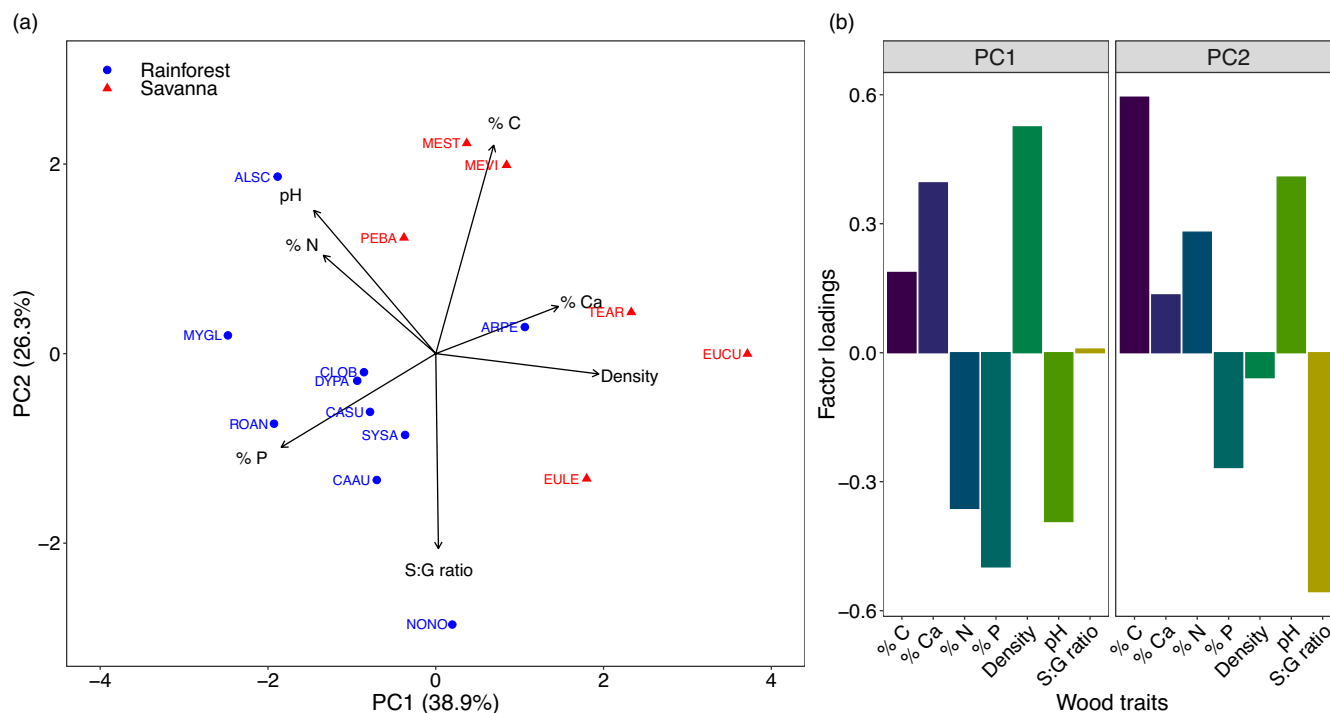 (a)
Rainforest
Savanna
% C
MEST
MEVI
ALSC
pH
PEBA
% N
% Ca
TEAR
ARPE
MYGL
EUCU
CLOB
DYPA
Density
CASU
ROAN
SYSA
% P
CAAU
EULE
S:G ratio
NONO
2
0
−2
−4
−2
0
2
4
PC2 (26.3%)
PC1 (38.9%)
(b)
PC1
PC2
0.6
0.3
0.0
−0.3
−0.6
Factor loadings
% C
% Ca
% N
% P
Density
pH
S:G ratio
% C
% Ca
% N
% P
Density
pH
S:G ratio
Wood traits